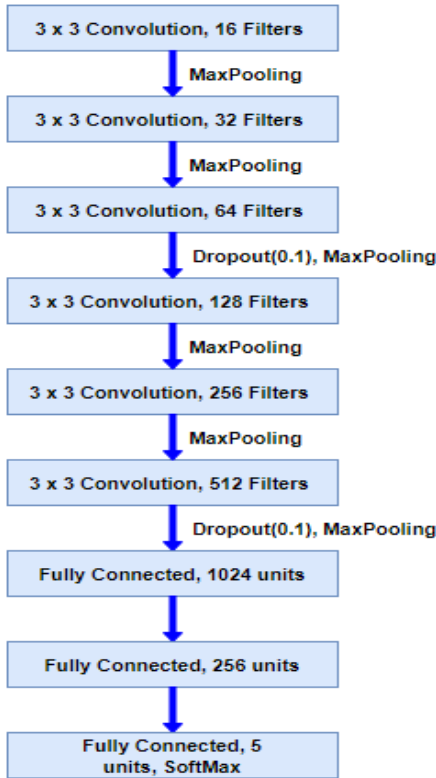 3 x 3 Convolution, 16 Filters
MaxPooling
3 x 3 Convolution, 32 Filters
MaxPooling
3 x 3 Convolution, 64 Filters
Dropout(0.1), MaxPooling
3 x 3 Convolution, 128 Filters
MaxPooling
3 x 3 Convolution, 256 Filters
MaxPooling
3 x 3 Convolution, 512 Filters
Dropout(0.1), MaxPooling
Fully Connected, 1024 units
Fully Connected, 256 units
Fully Connected, 5
units, SoftMax